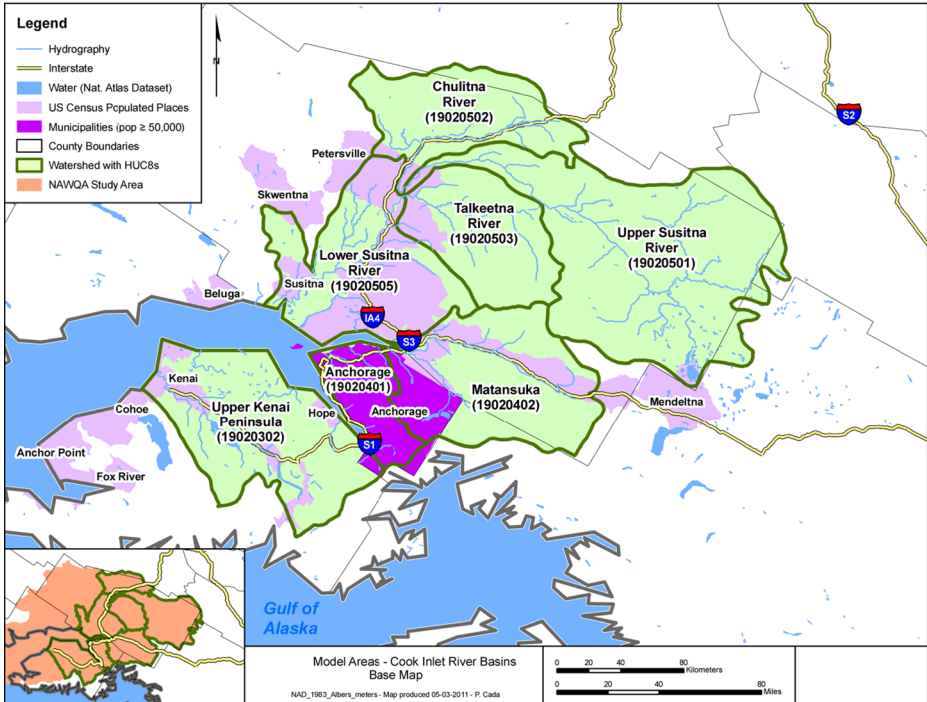 Legend
Hydrography
Interstate
Water (Nat. Atlas Dataset)
US Census Populated Places
Municipalities (pop ≥ 50,000)
County Boundaries
Watershed with HUC8s
NAWQA Study Area
N
Chulitna
River
(19020502)
S2
Petersville
Skwentna
Talkeetna
River
(19020503)
Upper Susitna
River
(19020501)
Lower Susitna
River
(19020505)
Susitna
Beluga
IA4
S3
Anchorage
(19020401)
Kenai
Matansuka
(19020402)
Mendeltna
Cohoe
Upper Kenai
Peninsula
(19020302)
Hope
Anchorage
S1
Anchor Point
Fox River
Gulf of
Alaska
Model Areas - Cook Inlet River Basins
Base Map
NAD_1983_Albers_meters - Map produced 05-03-2011 - P. Cada
0 20 40 80
Kilometers
0 20 40 80
Miles